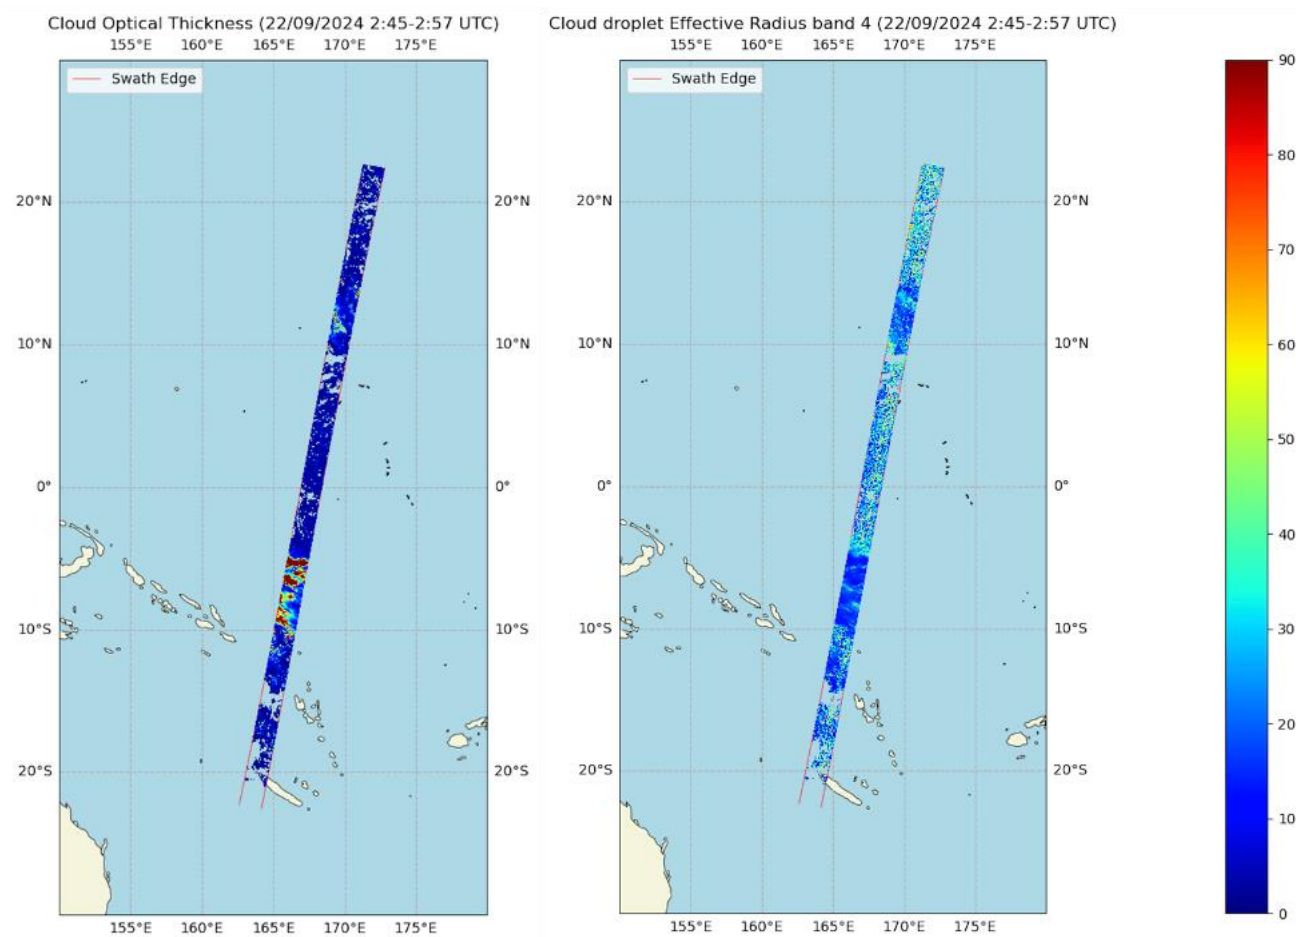 Cloud Optical Thickness (22/09/2024 2:45-2:57 UTC)
155°E 160°E 165°E 170°E 175°E
Swath Edge
20°N 20°N
10°N 10°N
0° 0°
10°S 10°S
20°S 20°S
155°E 160°E 165°E 170°E 175°E
Cloud droplet Effective Radius band 4 (22/09/2024 2:45-2:57 UTC)
155°E 160°E 165°E 170°E 175°E
Swath Edge
20°N 20°N
10°N 10°N
0° 0°
10°S 10°S
20°S 20°S
155°E 160°E 165°E 170°E 175°E
90
80
70
60
50
40
30
20
10
0